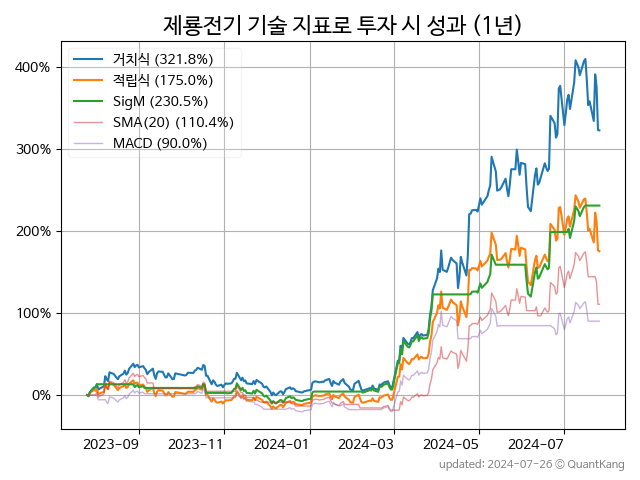 제룡전기 기술 지표로 투자 시 성과 (1년)
400%
300%
200%
100%
0%
거치식 (321.8%)
적립식 (175.0%)
SigM (230.5%)
SMA(20) (110.4%)
MACD (90.0%)
2023-09
2023-11
2024-01
2024-03
2024-05
2024-07
updated: 2024-07-26 © QuantKang